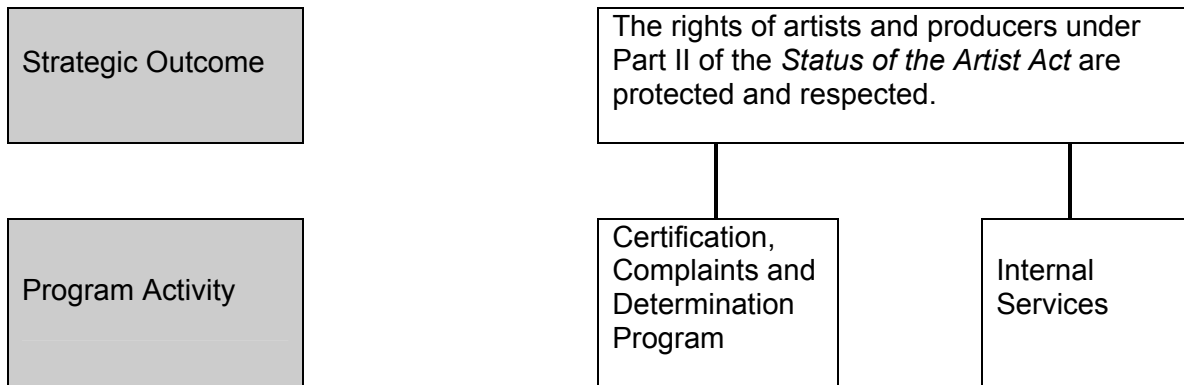 Strategic Outcome
The rights of artists and producers under
Part II of the Status of the Artist Act are
protected and respected.
Program Activity
Certification,
Complaints and
Determination
Program
Internal
Services